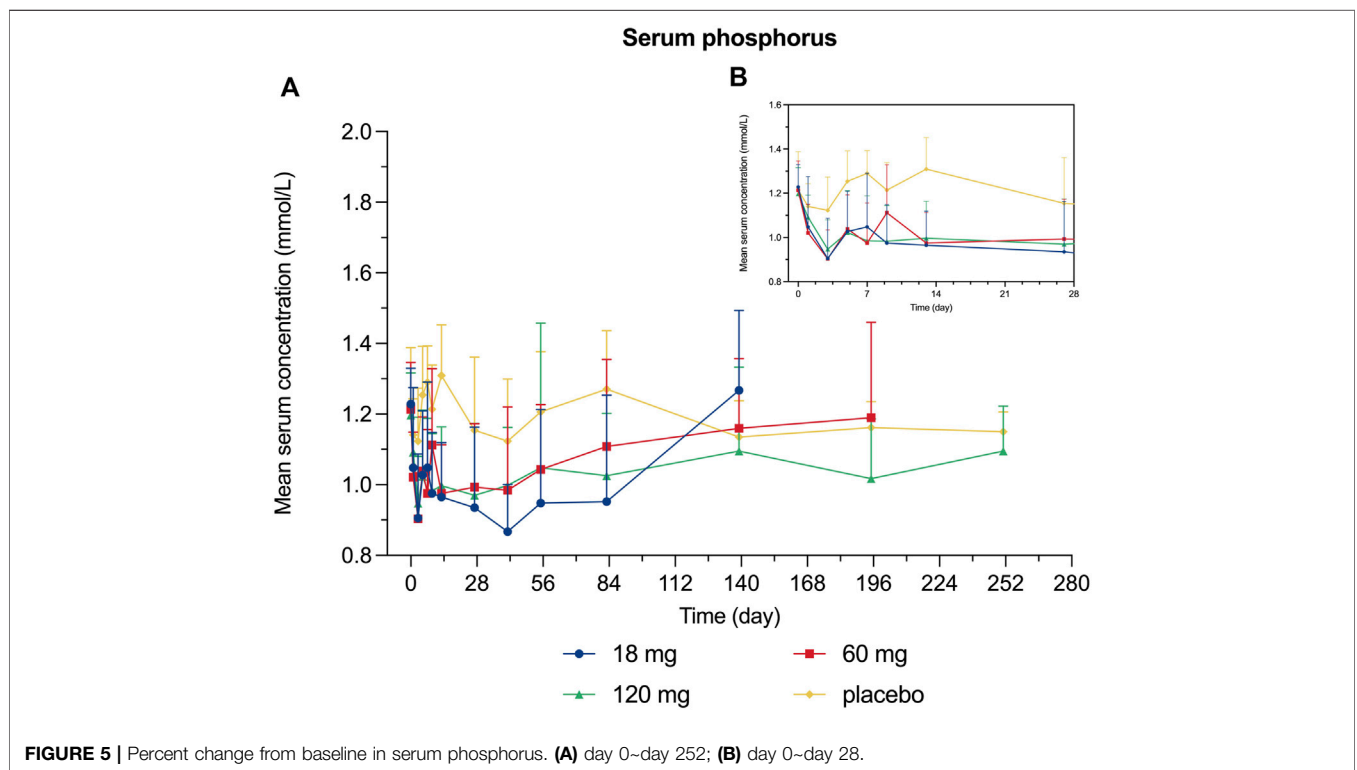 Serum phosphorus
A
Mean serum concentration (mmol/L)
2.0
1.8
1.6
1.4
1.2
1.0
0.8
0 28 56 84 112 140 168 196 224 252 280
Time (day)
B
Mean serum concentration (mmol/L)
1.6
1.4
1.2
1.0
0.8
0 7 14 21 28
Time (day)
18 mg 60 mg
120 mg placebo
FIGURE 5 | Percent change from baseline in serum phosphorus. (A) day 0~day 252; (B) day 0~day 28.